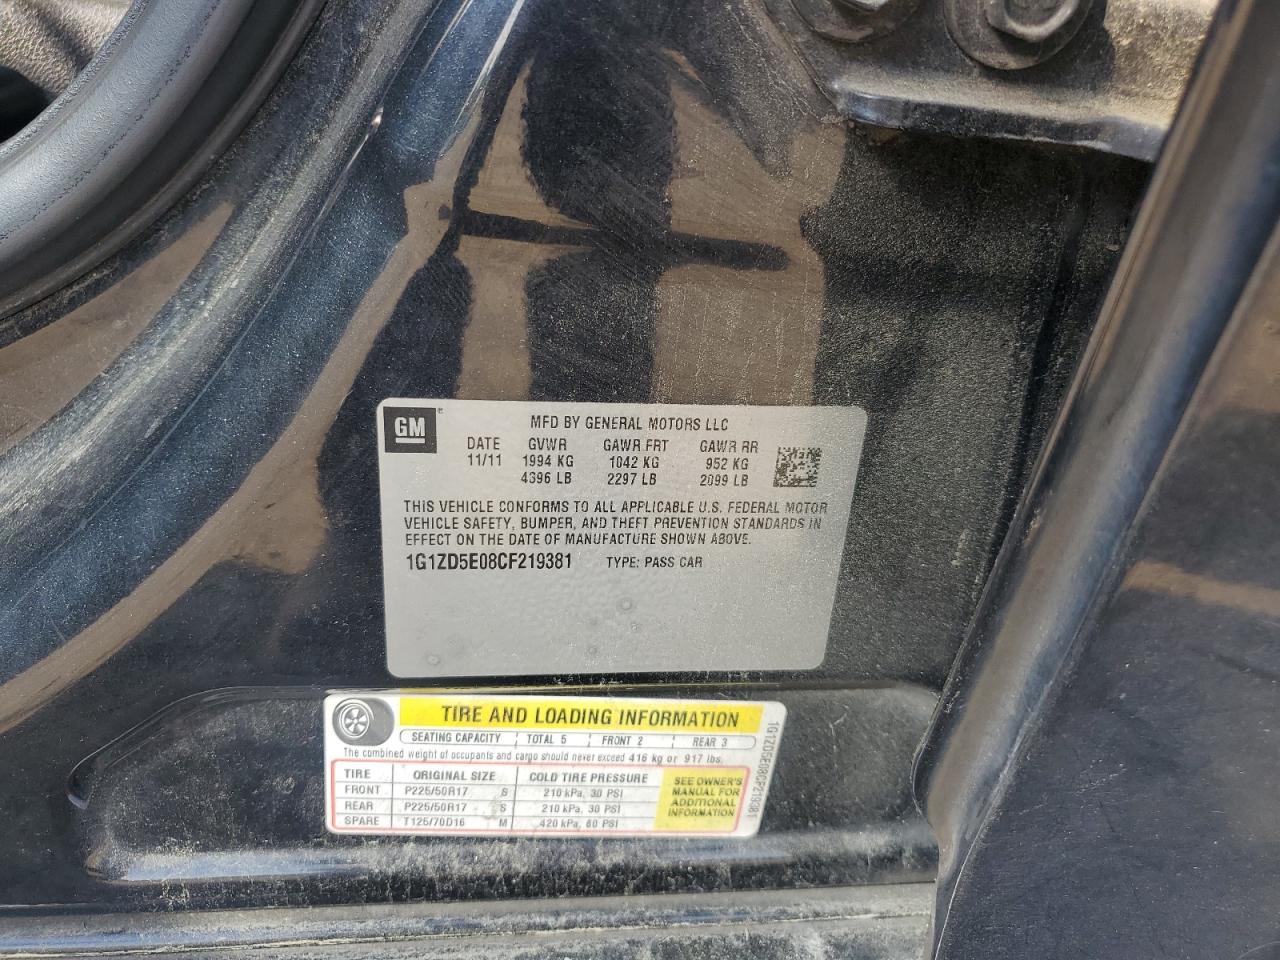 GM ®
MFD BY GENERAL MOTORS LLC
DATE GVWR GAWR FRT GAWR RR
11/11 1994 KG 1042 KG 952 KG
4396 LB 2297 LB 2099 LB
THIS VEHICLE CONFORMS TO ALL APPLICABLE U.S. FEDERAL MOTOR
VEHICLE SAFETY, BUMPER, AND THEFT PREVENTION STANDARDS IN
EFFECT ON THE DATE OF MANUFACTURE SHOWN ABOVE.
1G1ZD5E08CF219381 TYPE: PASS CAR
TIRE AND LOADING INFORMATION
SEATING CAPACITY TOTAL 5 FRONT 2 REAR 3
The combined weight of occupants and cargo should never exceed 416 kg or 917 lbs.
TIRE ORIGINAL SIZE COLD TIRE PRESSURE
FRONT P225/50R17 S 210 kPa, 30 PSI
REAR P225/50R17 S 210 kPa, 30 PSI
SPARE T125/70D16 M 420 kPa, 60 PSI
SEE OWNER'S
MANUAL FOR
ADDITIONAL
INFORMATION
1G1ZD5E08CF219381